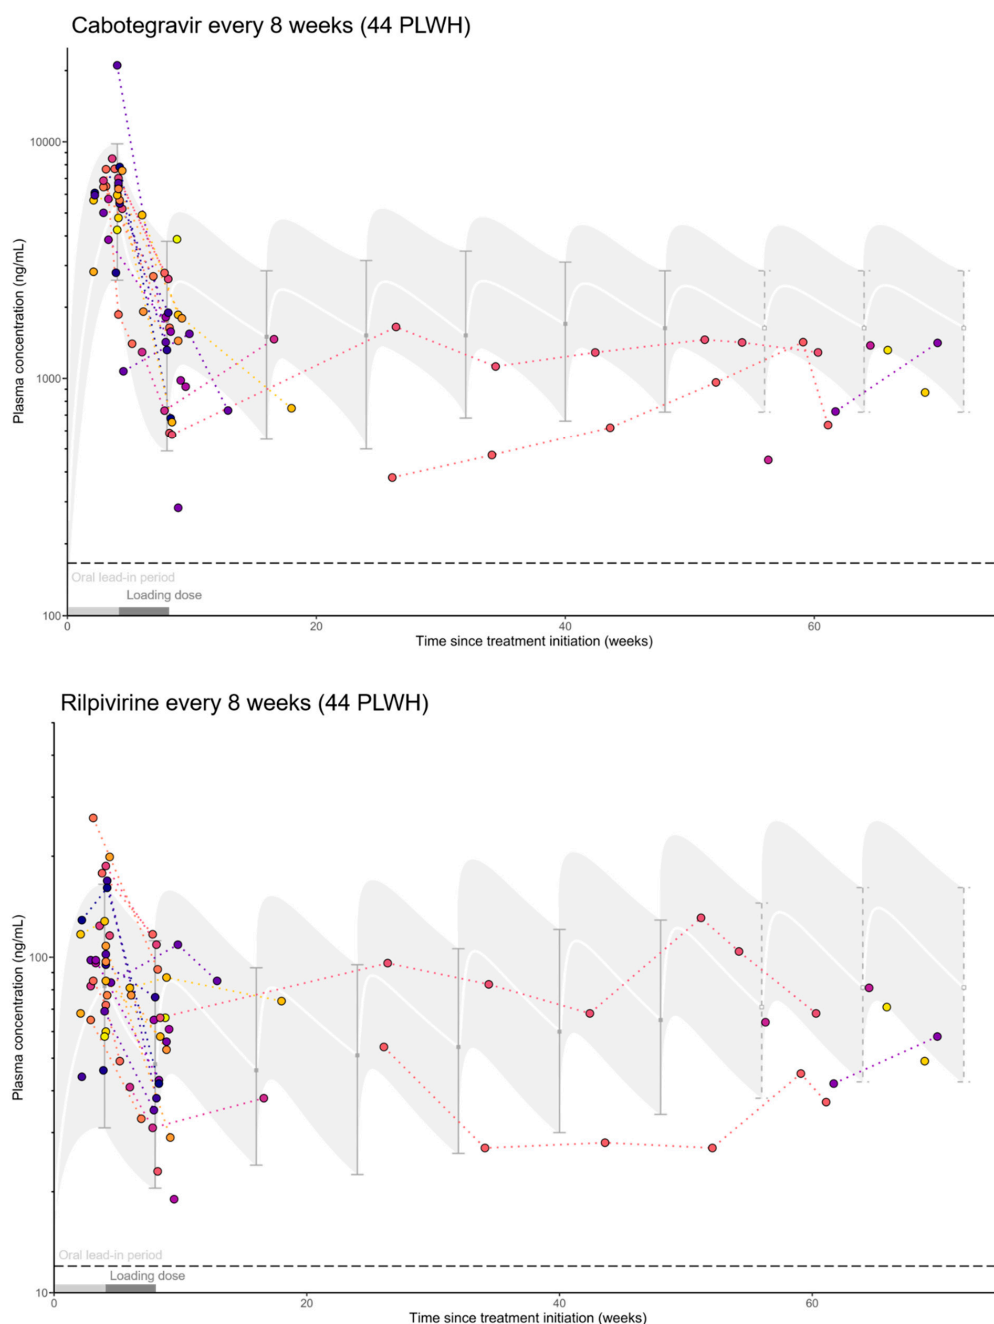 Cabotegravir every 8 weeks (44 PLWH)
10000
Plasma concentration (ng/mL)
1000
Oral lead-in period
Loading dose
100
0 20 40 60
Time since treatment initiation (weeks)
Rilpivirine every 8 weeks (44 PLWH)
100
Plasma concentration (ng/mL)
Oral lead-in period
Loading dose
10
0 20 40 60
Time since treatment initiation (weeks)